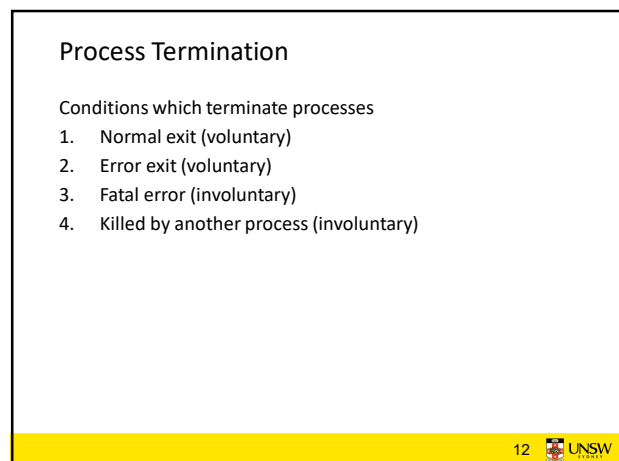 Process Termination
Conditions which terminate processes
1. Normal exit (voluntary)
2. Error exit (voluntary)
3. Fatal error (involuntary)
4. Killed by another process (involuntary)
12
UNSW
SYDNEY